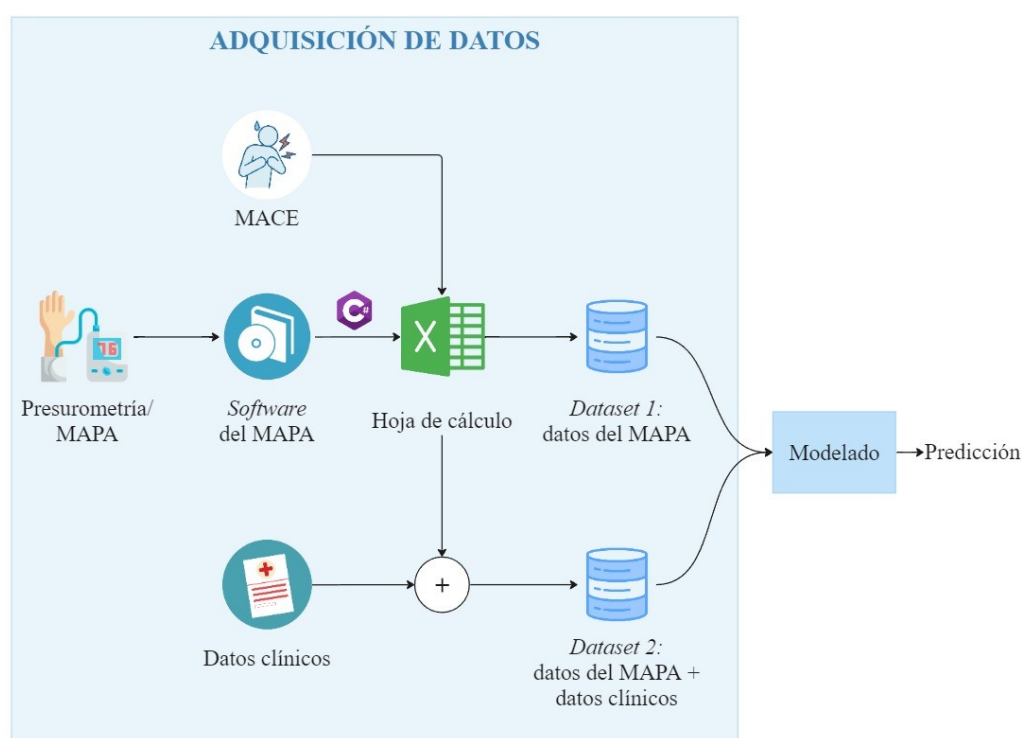 ADQUISICIÓN DE DATOS
MACE
C#
X
76
Presurometría/
MAPA
Software
del MAPA
Hoja de cálculo
Dataset 1:
datos del MAPA
Modelado
Predicción
+
Datos clínicos
Dataset 2:
datos del MAPA +
datos clínicos